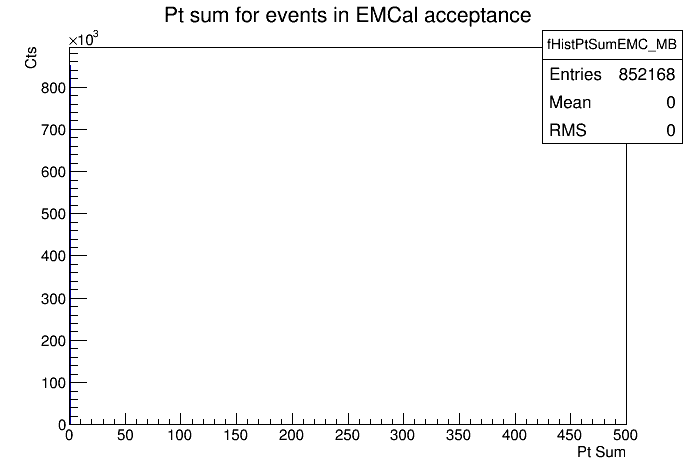 Pt sum for events in EMCal acceptance
×10³
Cts
fHistPtSumEMC_MB
Entries 852168
Mean 0
RMS 0
800
700
600
500
400
300
200
100
0
0 50 100 150 200 250 300 350 400 450 500
Pt Sum